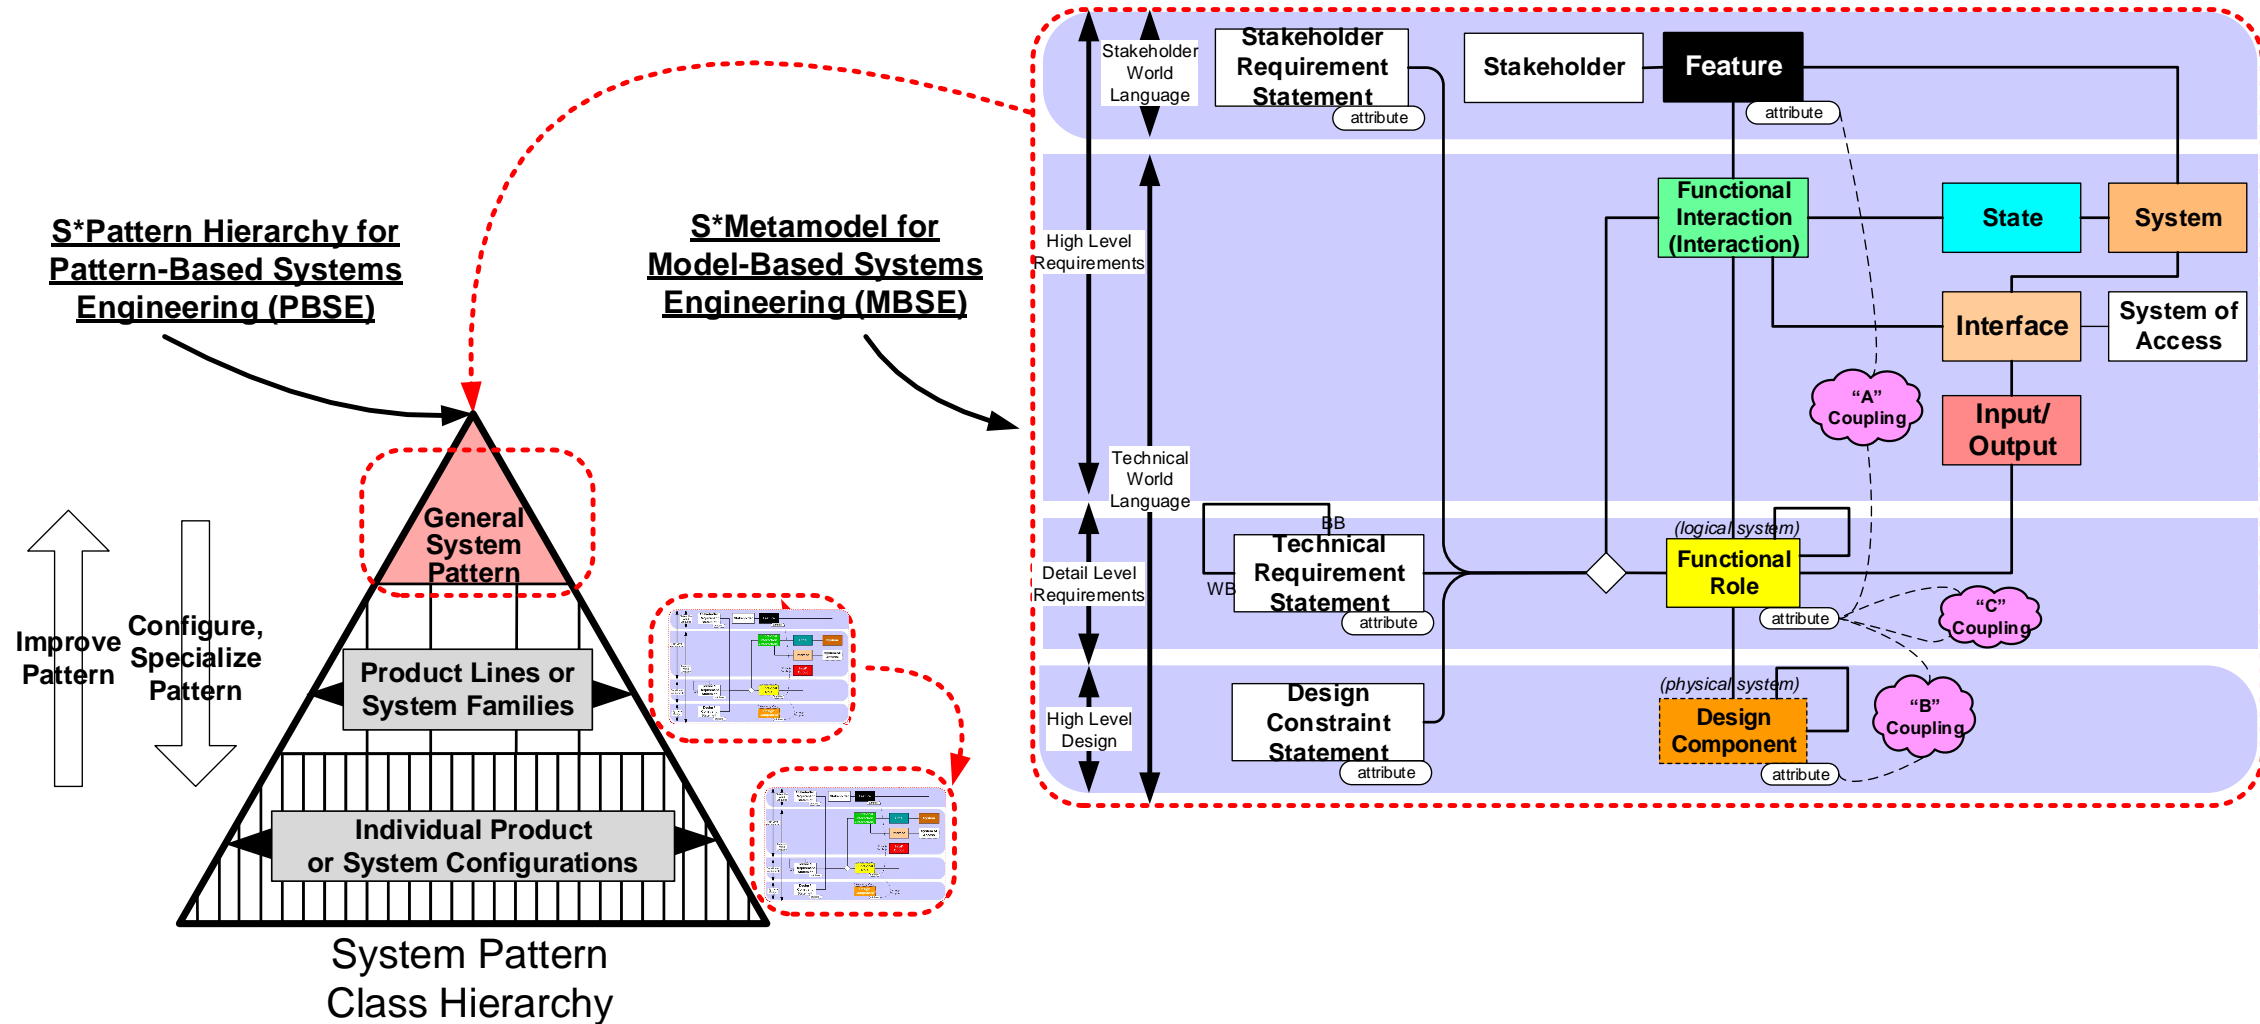 S*Pattern Hierarchy for
Pattern-Based Systems
Engineering (PBSE)
S*Metamodel for
Model-Based Systems
Engineering (MBSE)
General
System
Pattern
Improve
Pattern
Configure,
Specialize
Pattern
Product Lines or
System Families
Individual Product
or System Configurations
System Pattern
Class Hierarchy
Stakeholder
World
Language
High Level
Requirements
Technical
World
Language
Detail Level
Requirements
High Level
Design
Stakeholder
Requirement
Statement
attribute
Stakeholder
Feature
attribute
Functional
Interaction
(Interaction)
State
System
Interface
System of
Access
Input/
Output
“A”
Coupling
BB
WB
Technical
Requirement
Statement
attribute
(logical system)
Functional
Role
attribute
“C”
Coupling
Design
Constraint
Statement
attribute
(physical system)
Design
Component
attribute
“B”
Coupling